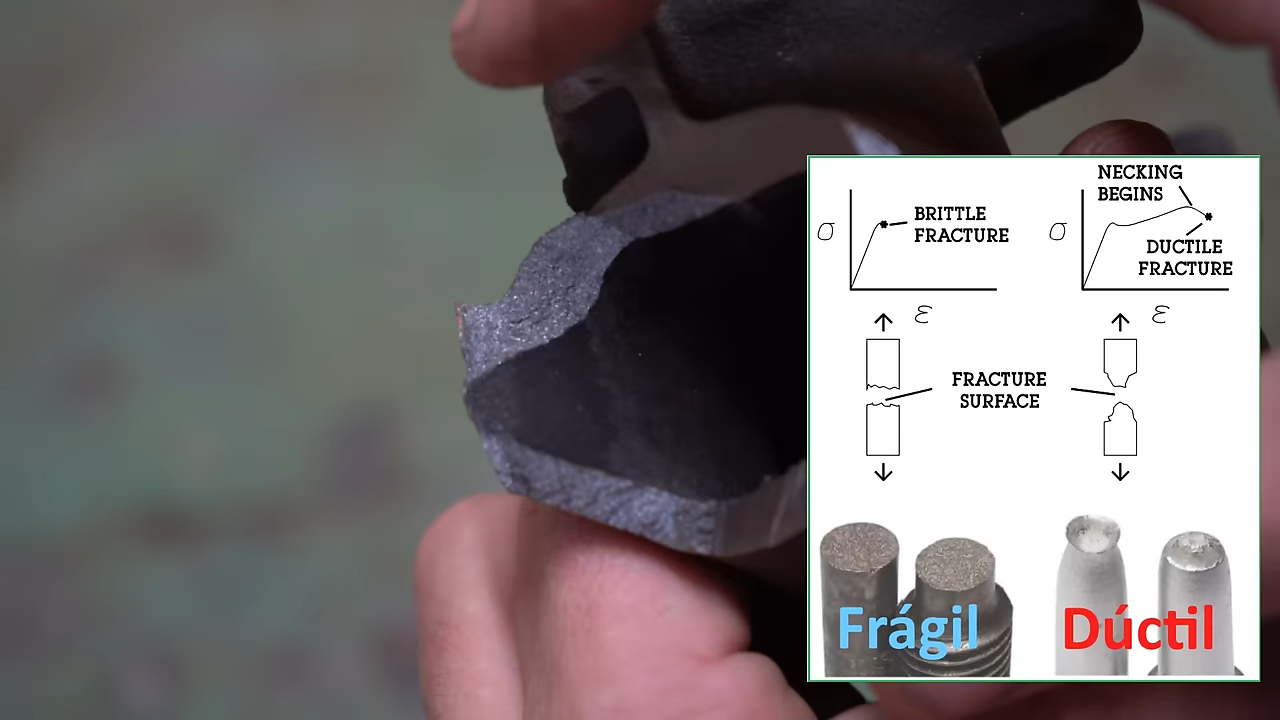 σ
BRITTLE
FRACTURE
ε
NECKING
BEGINS
σ
DUCTILE
FRACTURE
ε
FRACTURE
SURFACE
Frágil
Dúctil